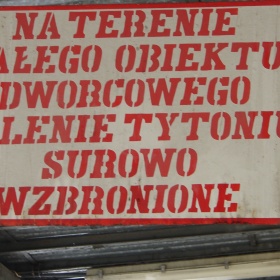 NA TERENIE
AŁEGO OBIEKTU
DWORCOWEGO
LENIE TYTONIU
SUROWO
WZBRONIONE